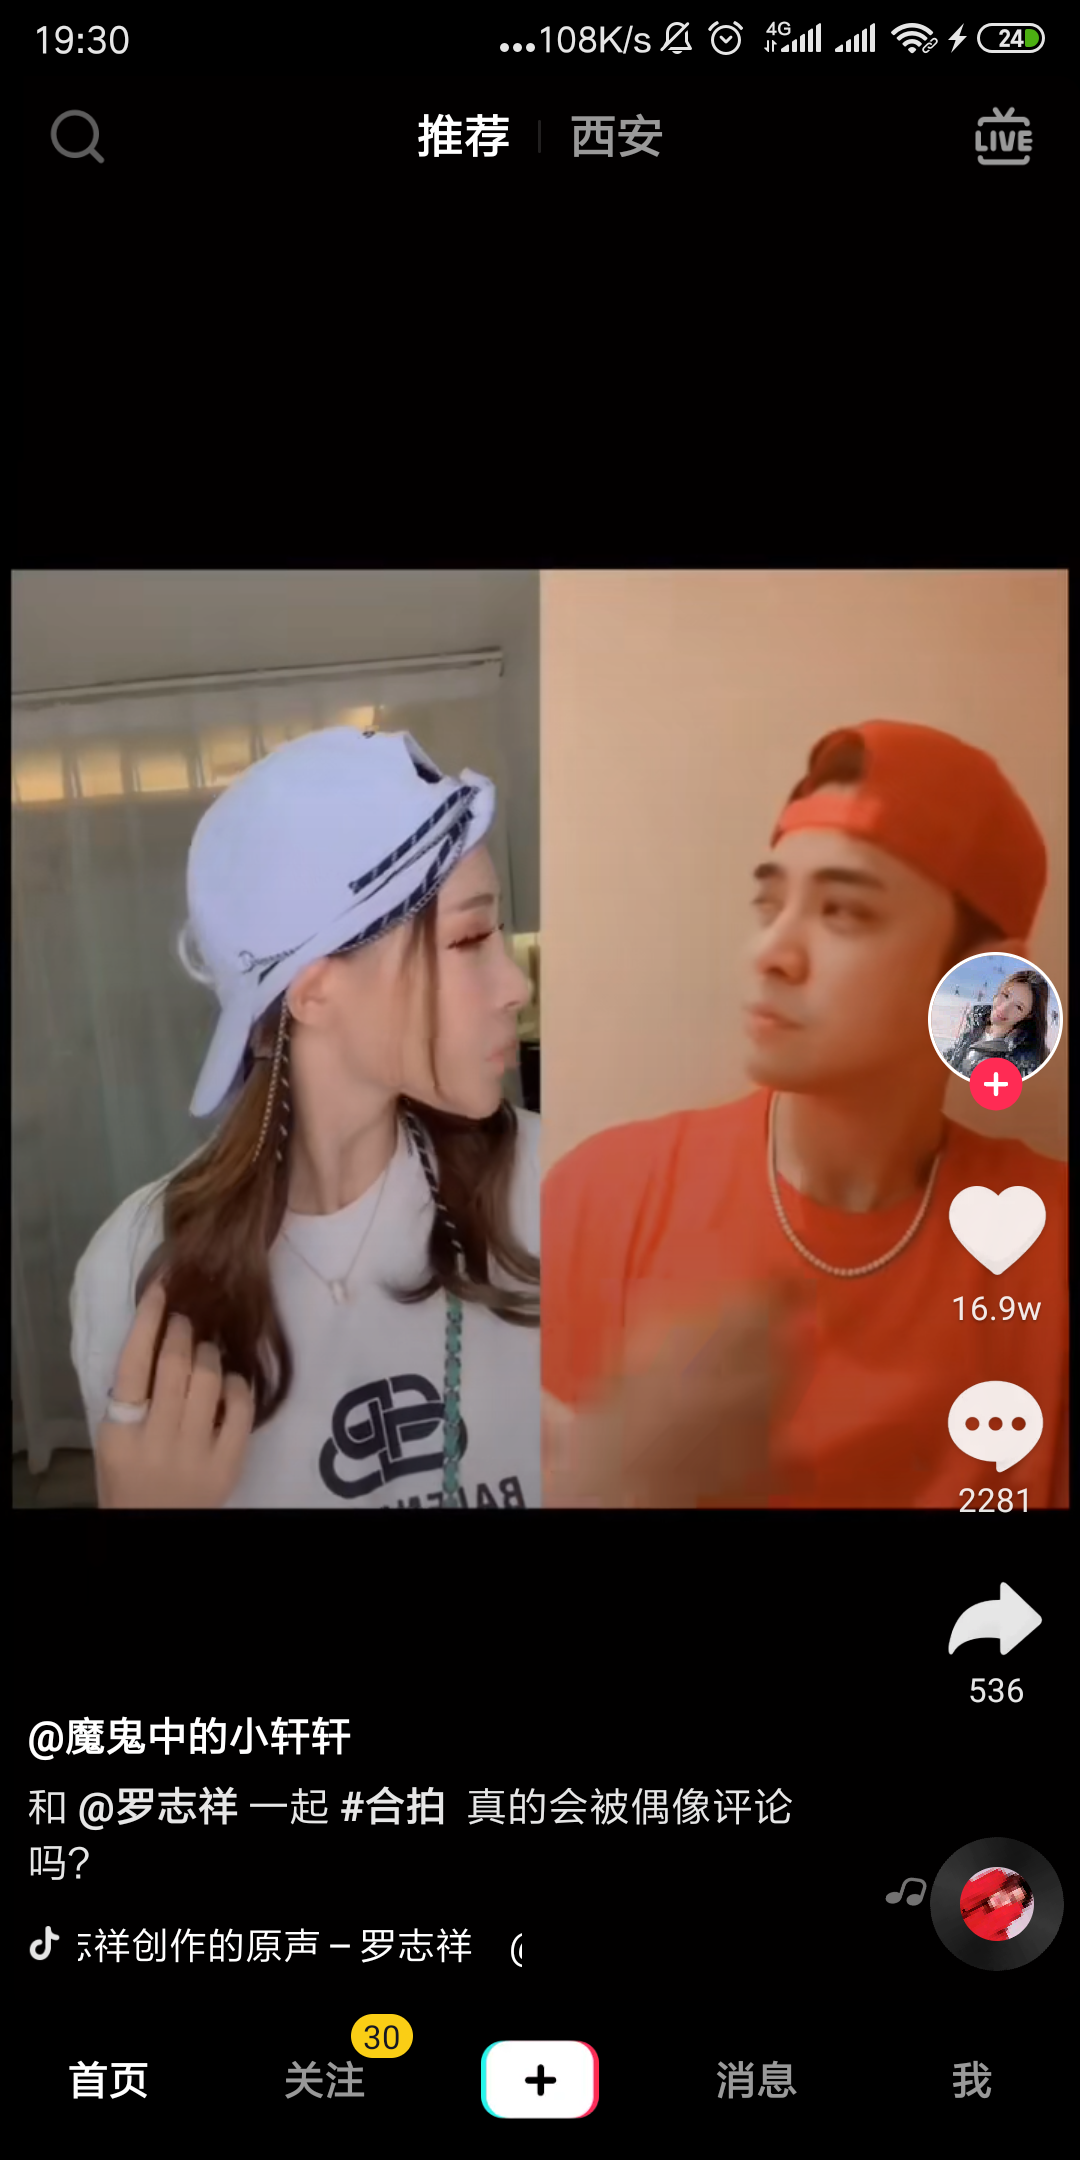 19:30
...108K/s
4G
24
推荐
西安
LIVE
16.9w
2281
536
@魔鬼中的小轩轩
和 @罗志祥 一起 #合拍 真的会被偶像评论
吗?
祥创作的原声 – 罗志祥
首页
关注
30
消息
我